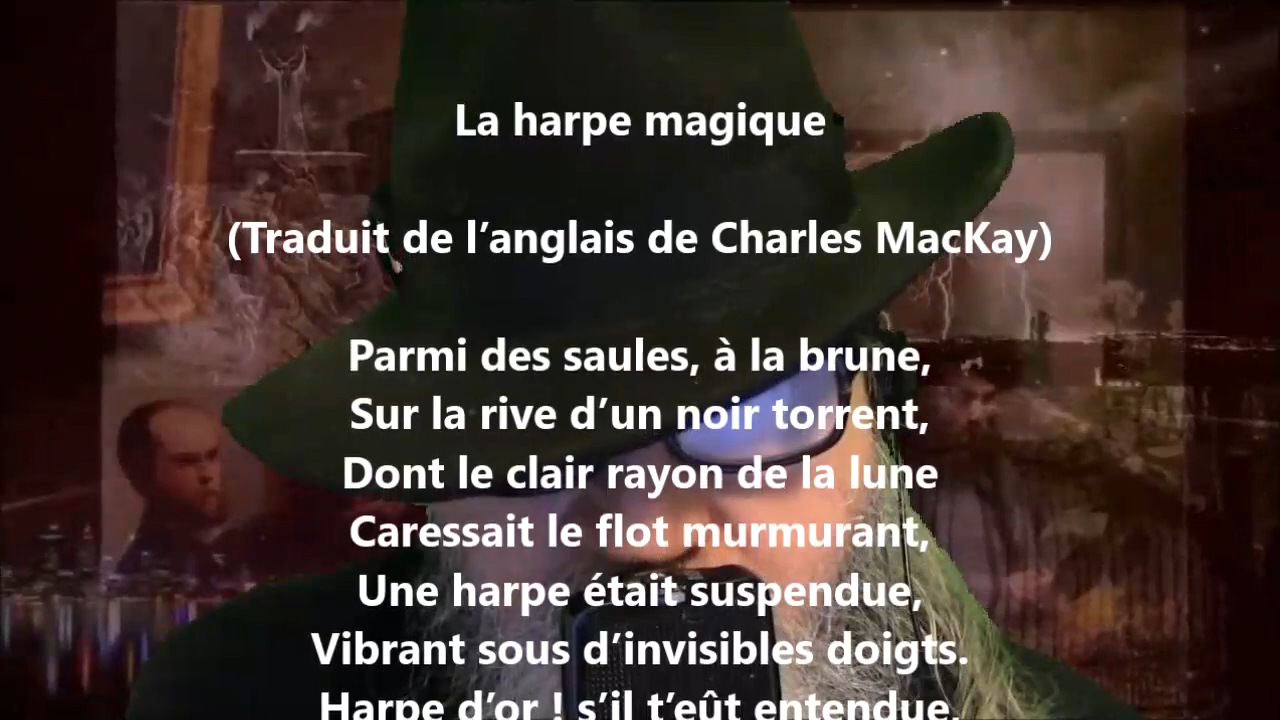 La harpe magique
(Traduit de l’anglais de Charles MacKay)
Parmi des saules, à la brune,
Sur la rive d’un noir torrent,
Dont le clair rayon de la lune
Caressait le flot murmurant,
Une harpe était suspendue,
Vibrant sous d’invisibles doigts.
Harpe d’or ! s’il t’eût entendue,